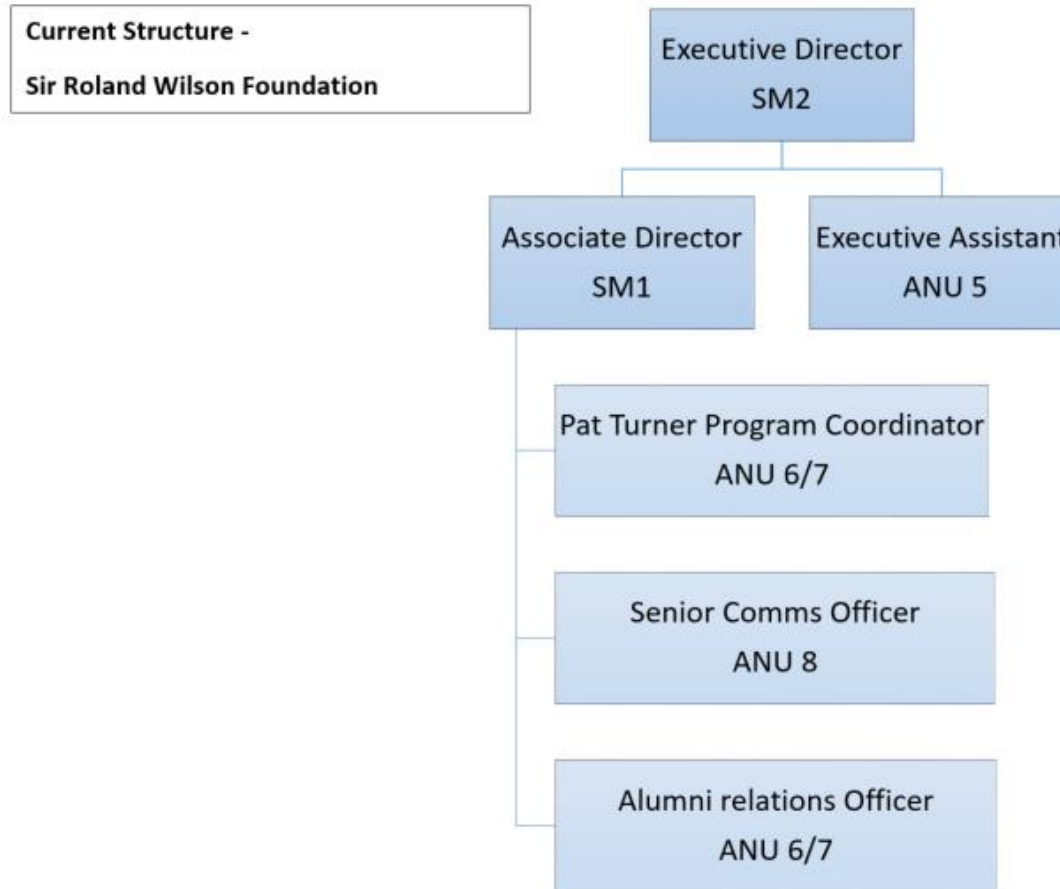 Current Structure -
Sir Roland Wilson Foundation
Executive Director
SM2
Associate Director
SM1
Executive Assistant
ANU 5
Pat Turner Program Coordinator
ANU 6/7
Senior Comms Officer
ANU 8
Alumni relations Officer
ANU 6/7